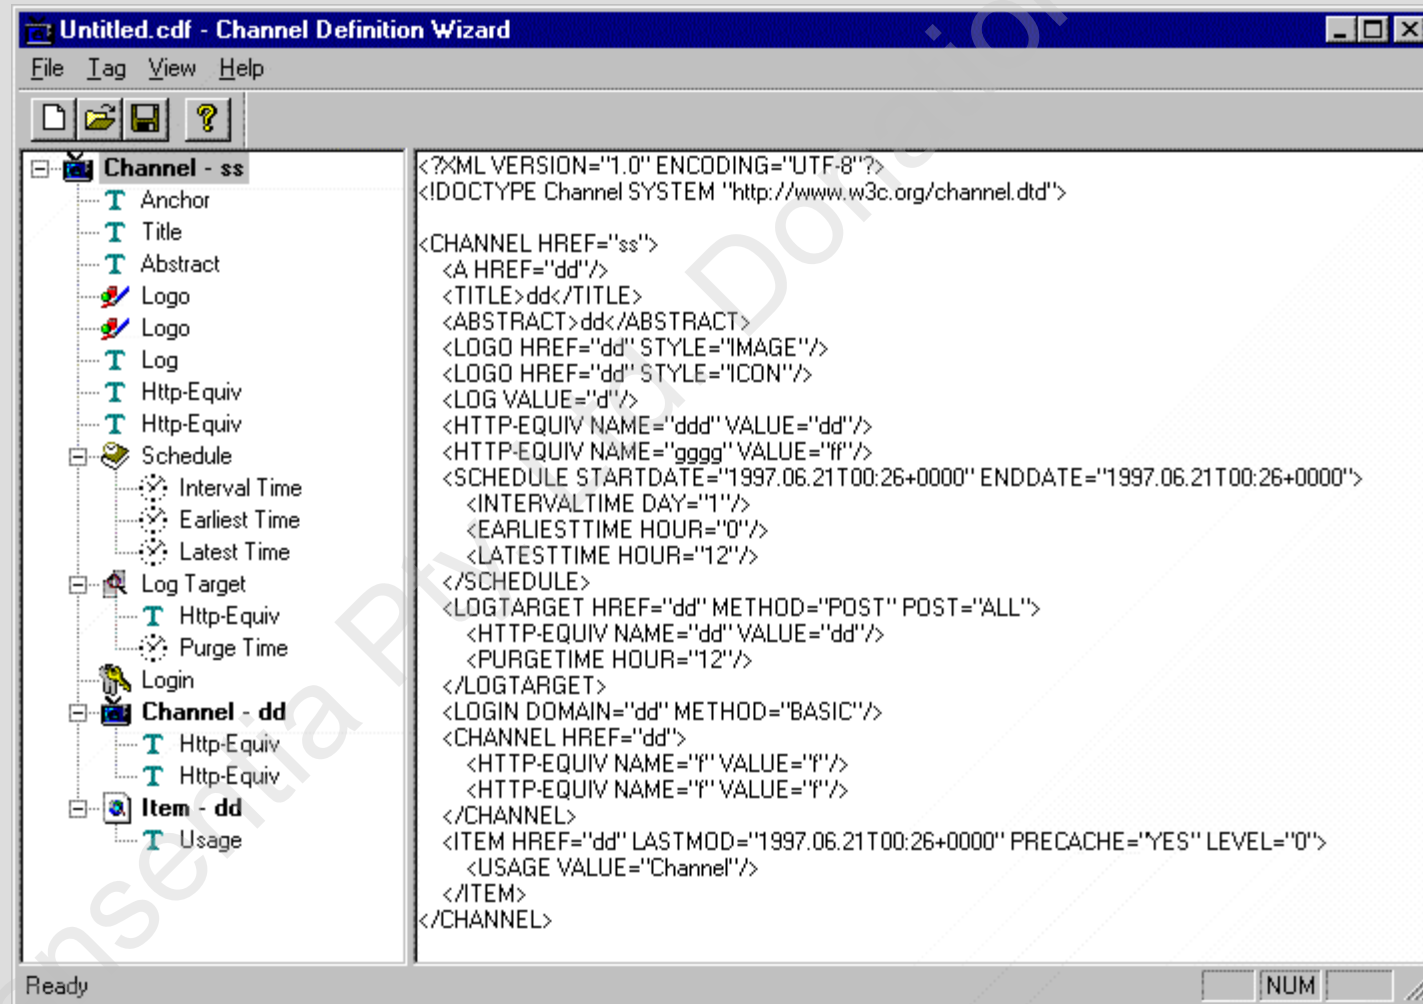 Untitled.cdf - Channel Definition Wizard
File Tag View Help
Channel - ss
Anchor
Title
Abstract
Logo
Logo
Log
Http-Equiv
Http-Equiv
Schedule
Interval Time
Earliest Time
Latest Time
Log Target
Http-Equiv
Purge Time
Login
Channel - dd
Http-Equiv
Http-Equiv
Item - dd
Usage
<?XML VERSION="1.0" ENCODING="UTF-8"?>
<!DOCTYPE Channel SYSTEM "http://www.w3c.org/channel.dtd">
<CHANNEL HREF="ss">
<A HREF="dd"/>
<TITLE>dd</TITLE>
<ABSTRACT>dd</ABSTRACT>
<LOGO HREF="dd" STYLE="IMAGE"/>
<LOGO HREF="dd" STYLE="ICON"/>
<LOG VALUE="d"/>
<HTTP-EQUIV NAME="ddd" VALUE="dd"/>
<HTTP-EQUIV NAME="gggg" VALUE="ff"/>
<SCHEDULE STARTDATE="1997.06.21T00:26+0000" ENDDATE="1997.06.21T00:26+0000">
<INTERVALTIME DAY="1"/>
<EARLIESTTIME HOUR="0"/>
<LATESTTIME HOUR="12"/>
</SCHEDULE>
<LOGTARGET HREF="dd" METHOD="POST" POST="ALL">
<HTTP-EQUIV NAME="dd" VALUE="dd"/>
<PURGETIME HOUR="12"/>
</LOGTARGET>
<LOGIN DOMAIN="dd" METHOD="BASIC"/>
<CHANNEL HREF="dd">
<HTTP-EQUIV NAME="f" VALUE="f"/>
<HTTP-EQUIV NAME="f" VALUE="f"/>
</CHANNEL>
<ITEM HREF="dd" LASTMOD="1997.06.21T00:26+0000" PRECACHE="YES" LEVEL="0">
<USAGE VALUE="Channel"/>
</ITEM>
</CHANNEL>
Ready
NUM
Pty Ltd